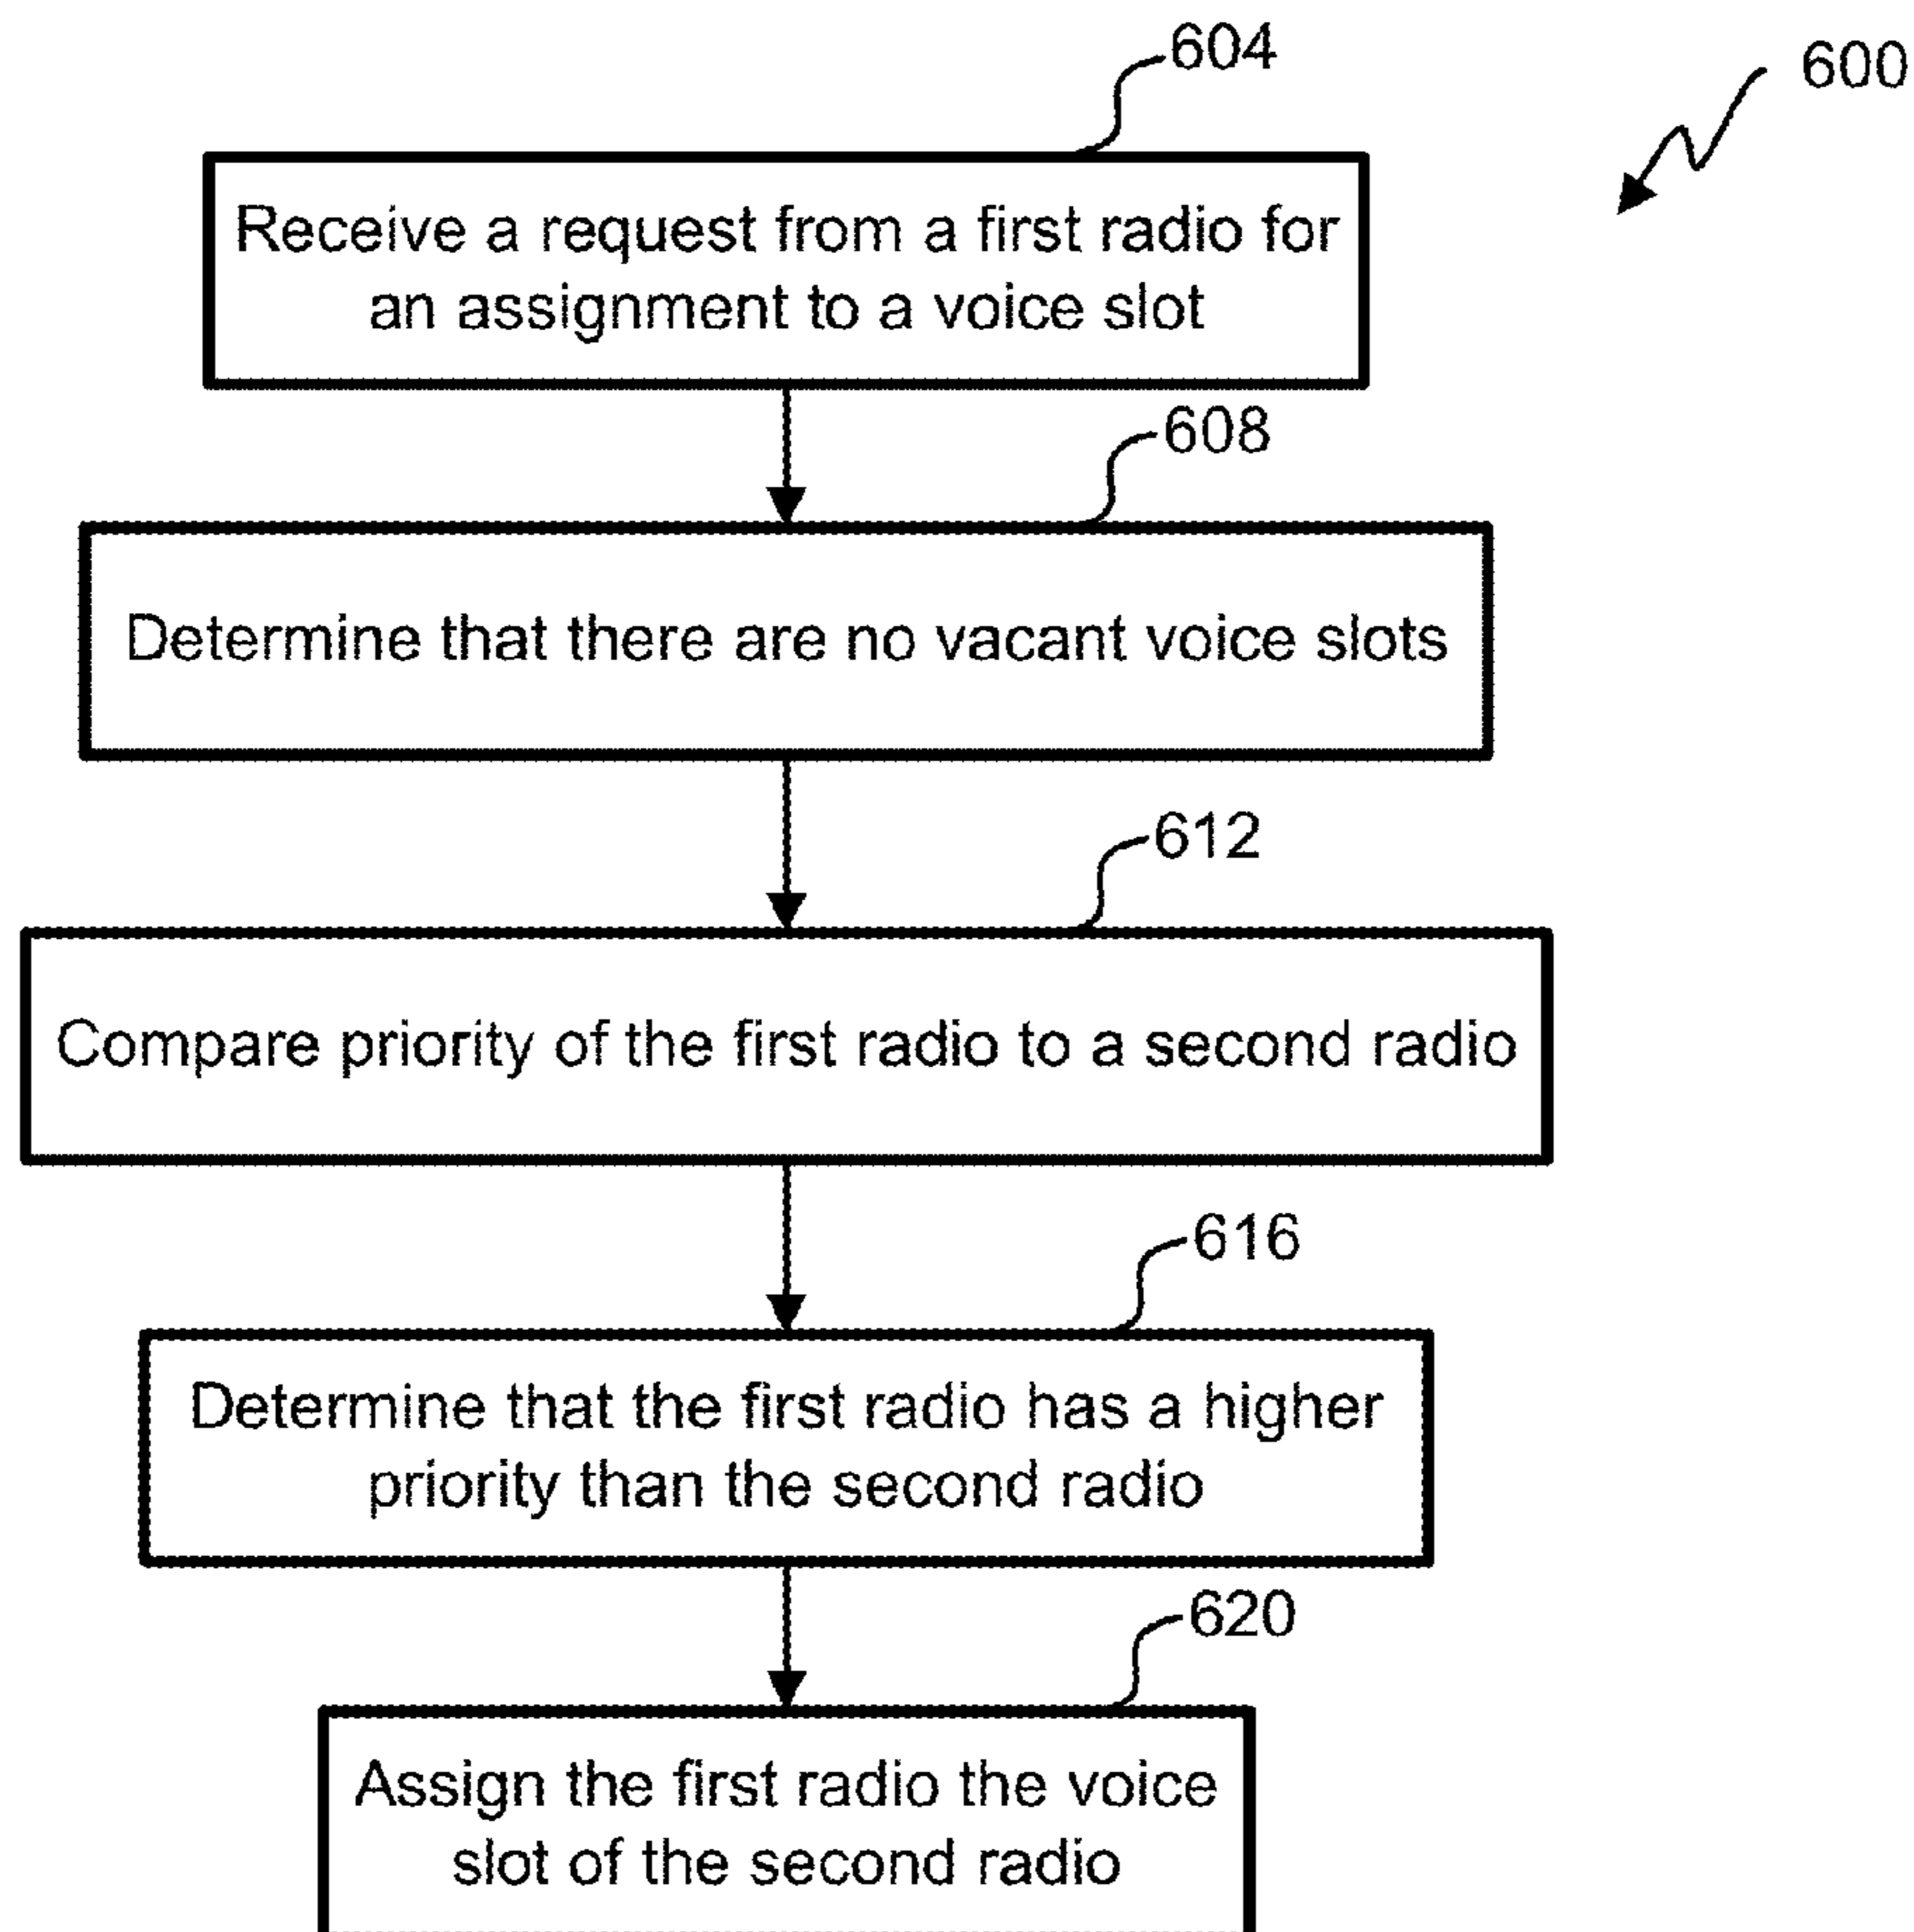 604
600
Receive a request from a first radio for
an assignment to a voice slot
608
Determine that there are no vacant voice slots
612
Compare priority of the first radio to a second radio
616
Determine that the first radio has a higher
priority than the second radio
620
Assign the first radio the voice
slot of the second radio